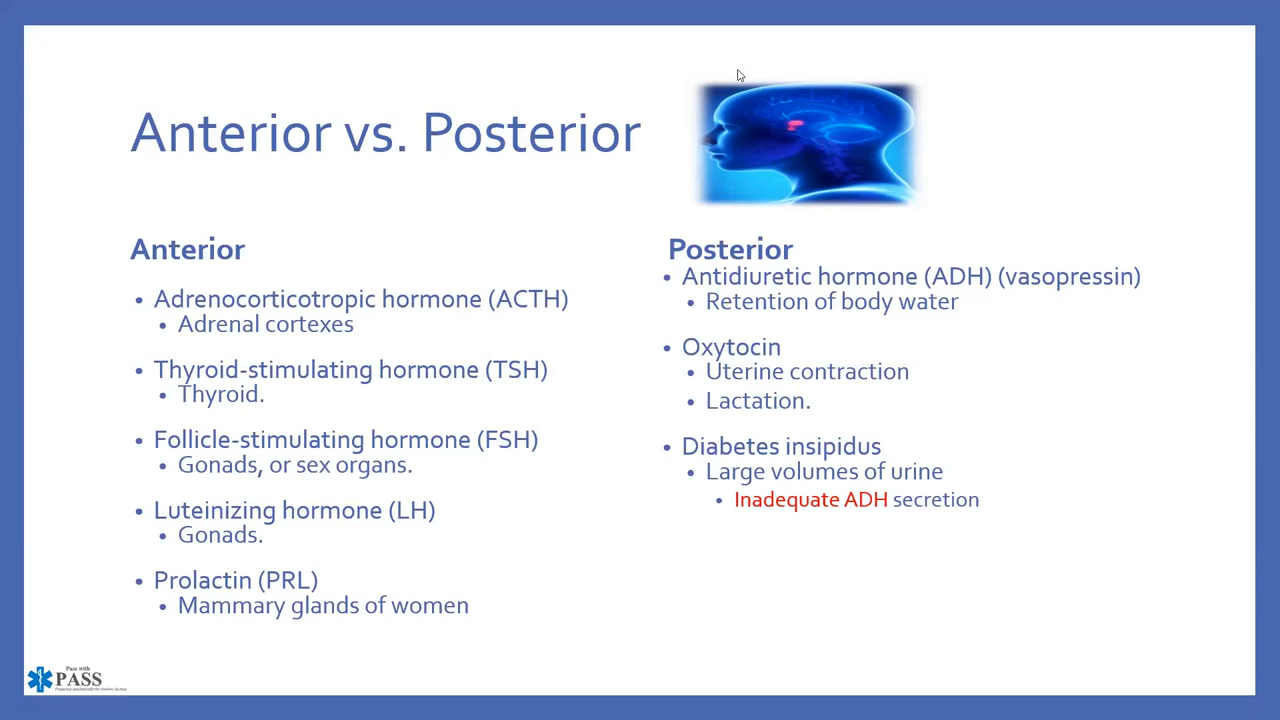 Anterior vs. Posterior
Anterior
• Adrenocorticotropic hormone (ACTH)
• Adrenal cortexes
• Thyroid-stimulating hormone (TSH)
• Thyroid.
• Follicle-stimulating hormone (FSH)
• Gonads, or sex organs.
• Luteinizing hormone (LH)
• Gonads.
• Prolactin (PRL)
• Mammary glands of women
Posterior
• Antidiuretic hormone (ADH) (vasopressin)
• Retention of body water
• Oxytocin
• Uterine contraction
• Lactation.
• Diabetes insipidus
• Large volumes of urine
• Inadequate ADH secretion
Pass with
PASS